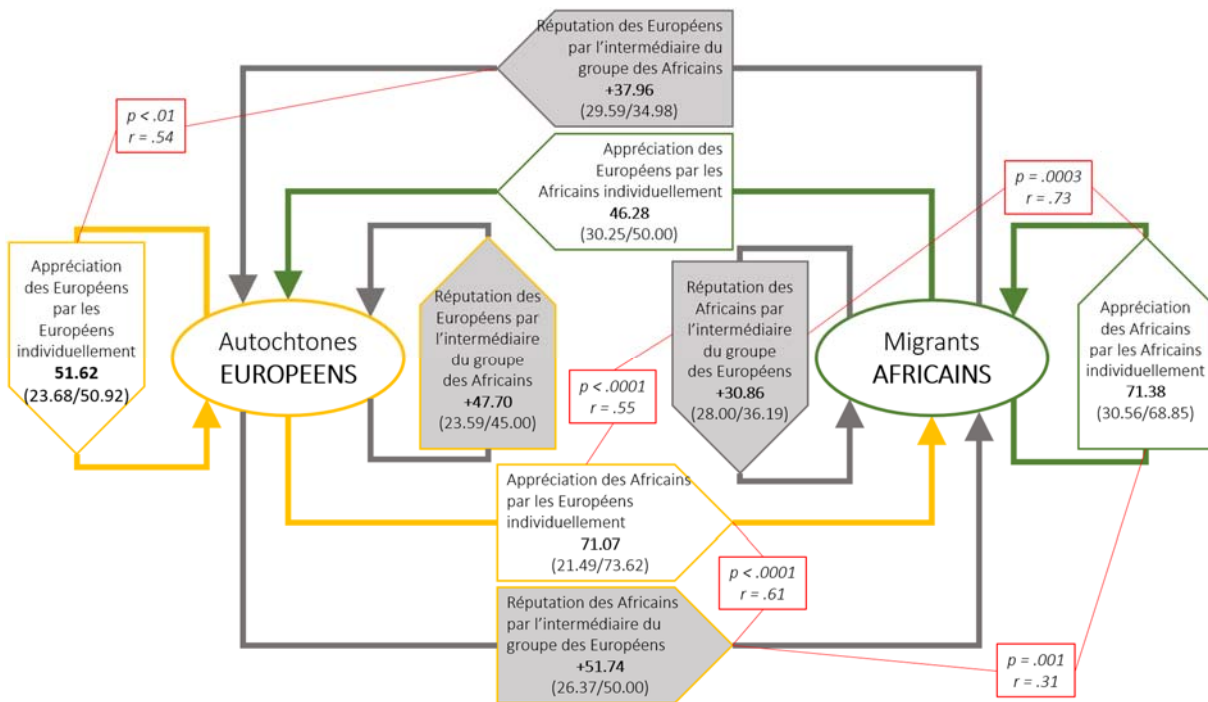 Réputation des Européens
par l'intermédiaire du
groupe des Africains
+37.96
(29.59/34.98)
p < .01
r = .54
Appréciation des
Européens par les
Africains individuellement
46.28
(30.25/50.00)
p = .0003
r = .73
Appréciation
des Européens
par les
Européens
individuellement
51.62
(23.68/50.92)
Autochtones
EUROPEENS
Réputation des
Européens par
l'intermédiaire
du groupe
des Africains
+47.70
(23.59/45.00)
p < .0001
r = .55
Réputation des
Africains par
l'intermédiaire
du groupe
des Européens
+30.86
(28.00/36.19)
Migrants
AFRICAINS
Appréciation
des Africains
par les Africains
individuellement
71.38
(30.56/68.85)
Appréciation des Africains
par les Européens
individuellement
71.07
(21.49/73.62)
p < .0001
r = .61
Réputation des Africains
par l'intermédiaire du
groupe des Européens
+51.74
(26.37/50.00)
p = .001
r = .31